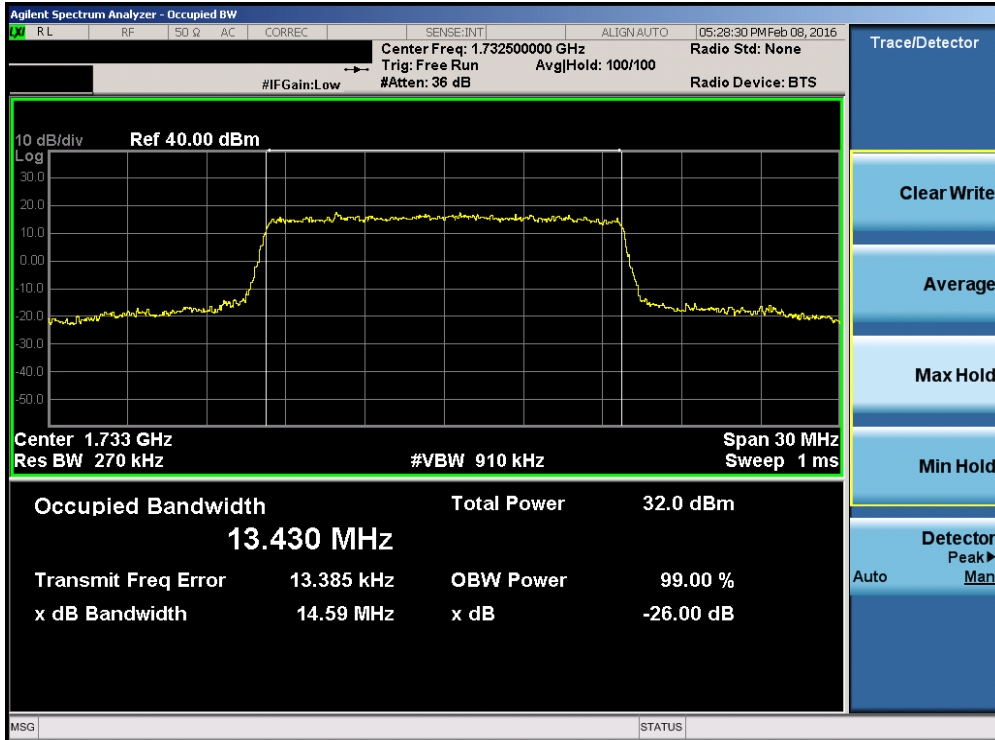 Agilent Spectrum Analyzer - Occupied BW
LXI RL RF 50 Ω AC CORREC SENSE:INT ALIGN AUTO 05:28:30 PM Feb 08, 2016
Center Freq: 1.732500000 GHz Radio Std: None
Trig: Free Run Avg|Hold: 100/100
#IFGain:Low #Atten: 36 dB Radio Device: BTS
Trace/Detector
10 dB/div Ref 40.00 dBm
Log
30.0
20.0
10.0
0.00
-10.0
-20.0
-30.0
-40.0
-50.0
Center 1.733 GHz Span 30 MHz
Res BW 270 kHz #VBW 910 kHz Sweep 1 ms
Occupied Bandwidth Total Power 32.0 dBm
13.430 MHz
Transmit Freq Error 13.385 kHz OBW Power 99.00 %
x dB Bandwidth 14.59 MHz x dB -26.00 dB
Clear Write
Average
Max Hold
Min Hold
Detector
Peak▶
Auto Man
MSG STATUS